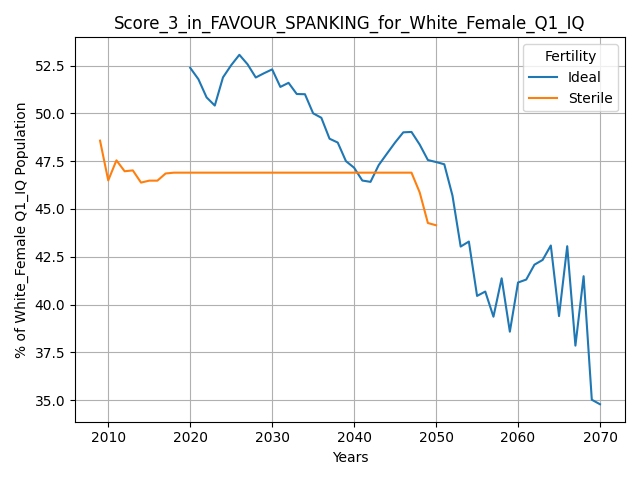 Score_3_in_FAVOUR_SPANKING_for_White_Female_Q1_IQ
Fertility
Ideal
Sterile
% of White_Female Q1_IQ Population
52.5
50.0
47.5
45.0
42.5
40.0
37.5
35.0
2010 2020 2030 2040 2050 2060 2070
Years